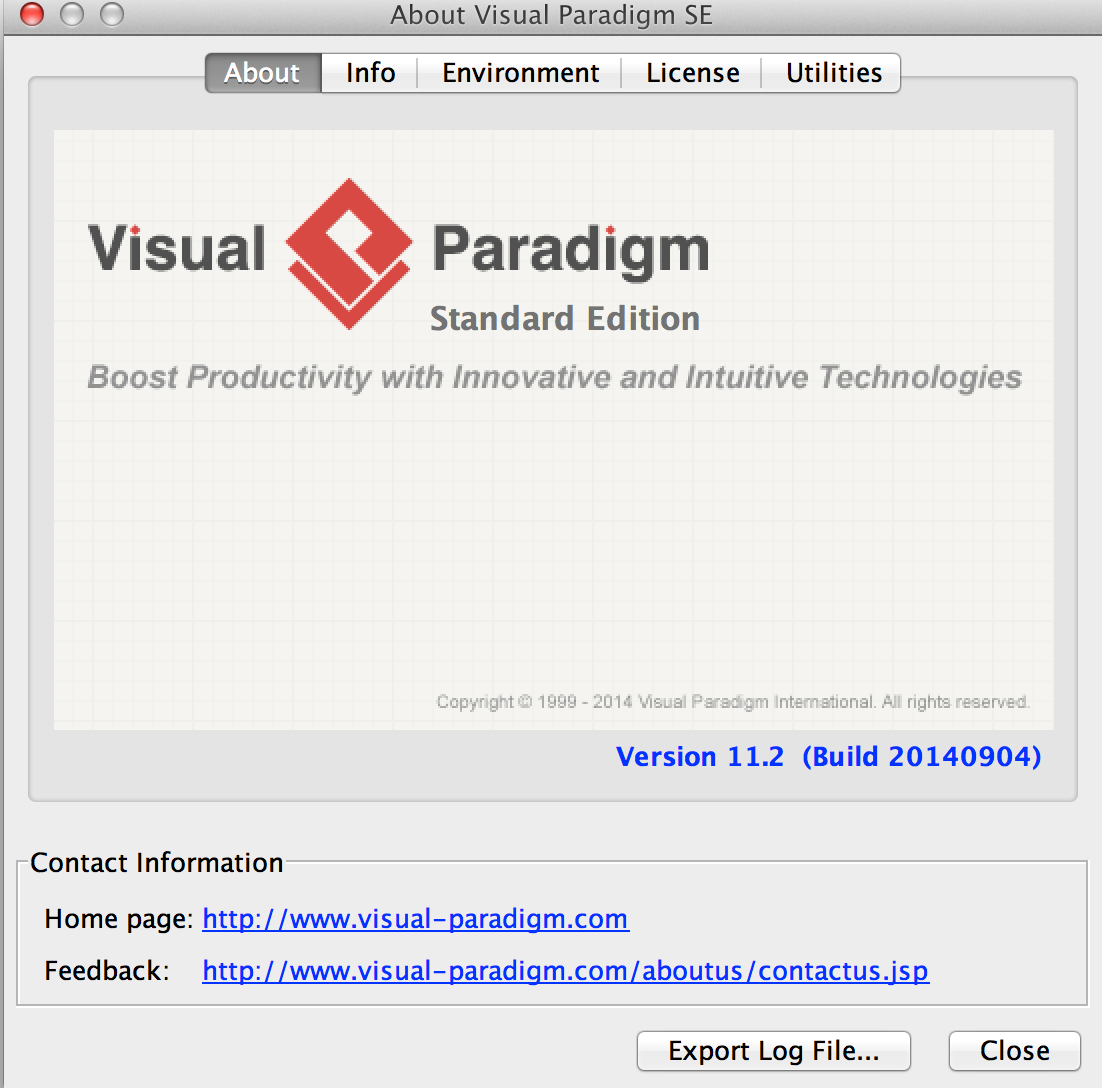 About Visual Paradigm SE
About Info Environment License Utilities
Visual Paradigm
Standard Edition
Boost Productivity with Innovative and Intuitive Technologies
Copyright © 1999 - 2014 Visual Paradigm International. All rights reserved.
Version 11.2 (Build 20140904)
Contact Information
Home page: http://www.visual-paradigm.com
Feedback: http://www.visual-paradigm.com/aboutus/contactus.jsp
Export Log File... Close